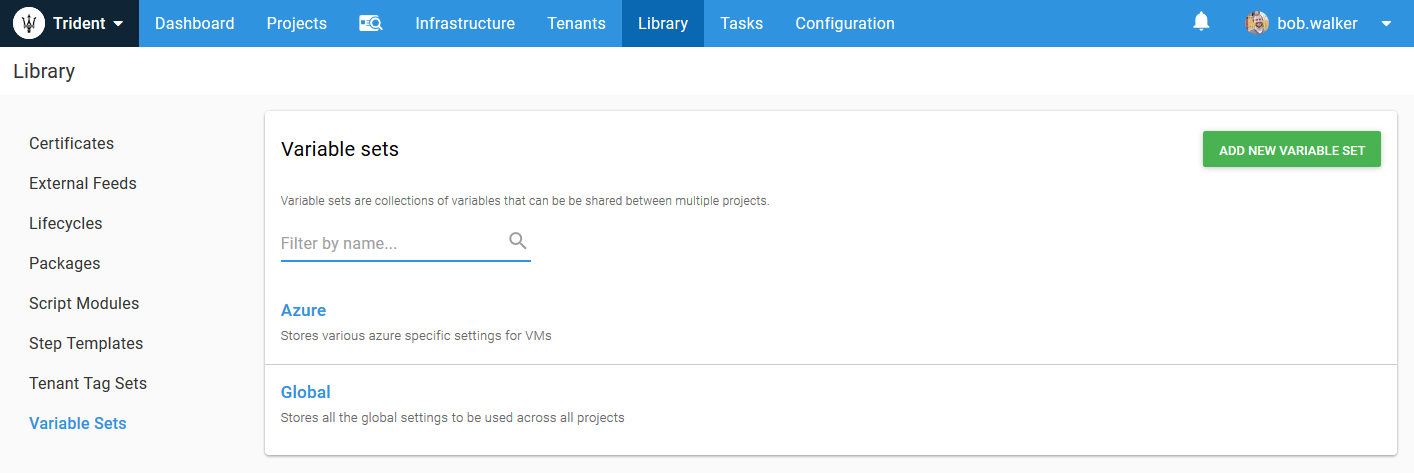 Trident Dashboard Projects Infrastructure Tenants Library Tasks Configuration bob.walker
Library
Certificates
External Feeds
Lifecycles
Packages
Script Modules
Step Templates
Tenant Tag Sets
Variable Sets
Variable sets
ADD NEW VARIABLE SET
Variable sets are collections of variables that can be be shared between multiple projects.
Filter by name...
Azure
Stores various azure specific settings for VMs
Global
Stores all the global settings to be used across all projects